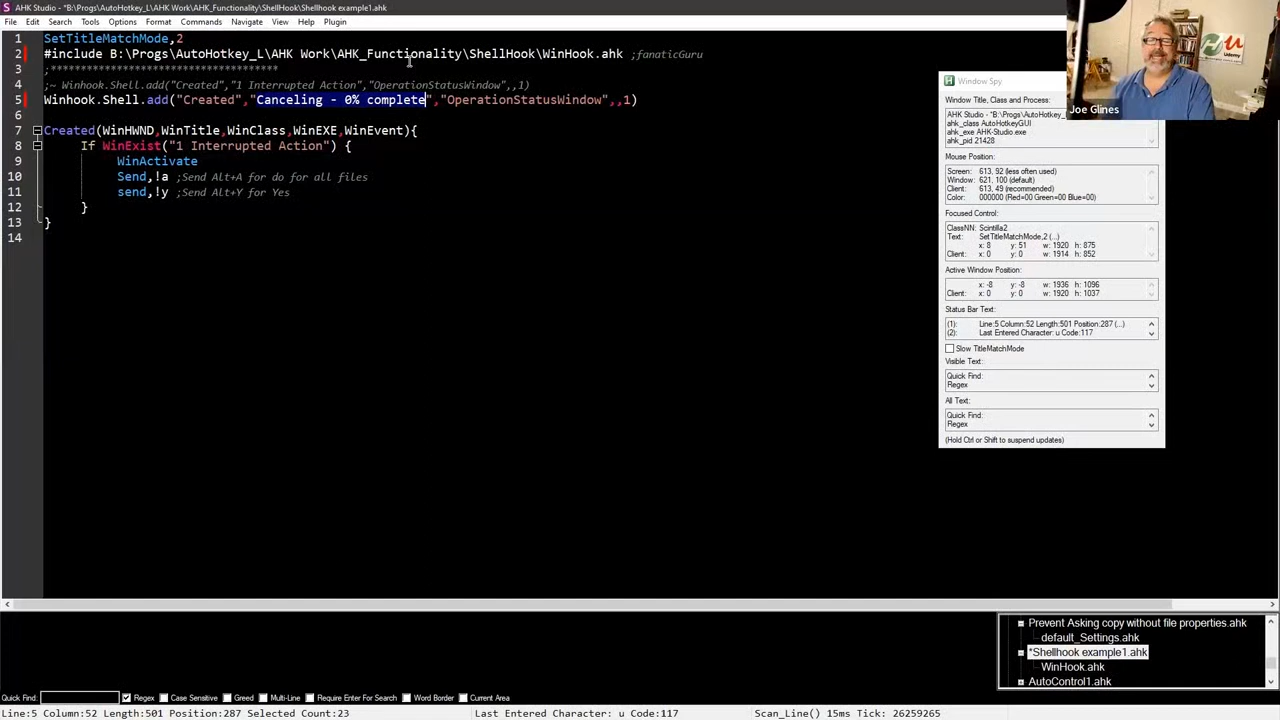 AHK Studio - "B:\Progs\AutoHotkey_L\AHK Work\AHK_Functionality\ShellHook\Shellhook example1.ahk
File Edit Search Tools Options Format Commands Navigate View Help Plugin
1 SetTitleMatchMode,2
2 #include B:\Progs\AutoHotkey_L\AHK Work\AHK_Functionality\ShellHook\WinHook.ahk ;fanaticGuru
3 ;**************************************
4 ;~ Winhook.Shell.add("Created","1 Interrupted Action","OperationStatusWindow",,1)
5 Winhook.Shell.add("Created","Canceling - 0% complete","OperationStatusWindow",,1)
6
7 Created(WinHWND,WinTitle,WinClass,WinEXE,WinEvent){
8 If WinExist("1 Interrupted Action") {
9 WinActivate
10 Send,!a ;Send Alt+A for do for all files
11 send,!y ;Send Alt+Y for Yes
12 }
13 }
14
Window Spy
Window Title, Class and Process:
AHK Studio - "B:\Progs\AutoHotkey_L
ahk_class AutoHotkeyGUI
ahk_exe AHK-Studio.exe
ahk_pid 21428
Mouse Position:
Screen: 613, 92 (less often used)
Window: 621, 100 (default)
Client: 613, 49 (recommended)
Color: 000000 (Red=00 Green=00 Blue=00)
Focused Control:
ClassNN: Scintilla2
Text: SetTitleMatchMode,2 (...)
x: 8 y: 51 w: 1920 h: 875
Client: x: 0 y: 0 w: 1914 h: 852
Active Window Position:
x: -8 y: -8 w: 1936 h: 1096
Client: x: 0 y: 0 w: 1920 h: 1037
Status Bar Text:
(1): Line:5 Column:52 Length:501 Position:287 (...)
(2): Last Entered Character: u Code:117
Slow TitleMatchMode
Visible Text:
Quick Find:
Regex
All Text:
Quick Find:
Regex
(Hold Ctrl or Shift to suspend updates)
Udemy
Joe Glines
Prevent Asking copy without file properties.ahk
default_Settings.ahk
*Shellhook example1.ahk
WinHook.ahk
AutoControl1.ahk
Quick Find: Regex Case Sensitive Greed Multi-Line Require Enter For Search Word Border Current Area
Line:5 Column:52 Length:501 Position:287 Selected Count:23 Last Entered Character: u Code:117 Scan_Line() 15ms Tick: 26259265